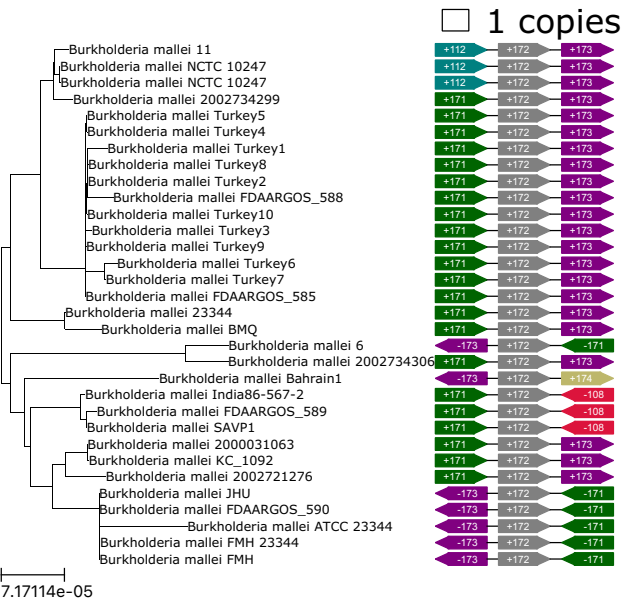 1 copies
Burkholderia mallei 11 +112 +172 +173
Burkholderia mallei NCTC 10247 +112 +172 +173
Burkholderia mallei NCTC 10247 +112 +172 +173
Burkholderia mallei 2002734299 +171 +172 +173
Burkholderia mallei Turkey5 +171 +172 +173
Burkholderia mallei Turkey4 +171 +172 +173
Burkholderia mallei Turkey1 +171 +172 +173
Burkholderia mallei Turkey8 +171 +172 +173
Burkholderia mallei Turkey2 +171 +172 +173
Burkholderia mallei FDAARGOS_588 +171 +172 +173
Burkholderia mallei Turkey10 +171 +172 +173
Burkholderia mallei Turkey3 +171 +172 +173
Burkholderia mallei Turkey9 +171 +172 +173
Burkholderia mallei Turkey6 +171 +172 +173
Burkholderia mallei Turkey7 +171 +172 +173
Burkholderia mallei FDAARGOS_585 +171 +172 +173
Burkholderia mallei 23344 +171 +172 +173
Burkholderia mallei BMQ +171 +172 +173
Burkholderia mallei 6 -173 +172 -171
Burkholderia mallei 2002734306 +171 +172 +173
Burkholderia mallei Bahrain1 -173 +172 +174
Burkholderia mallei India86-567-2 +171 +172 -108
Burkholderia mallei FDAARGOS_589 +171 +172 -108
Burkholderia mallei SAVP1 +171 +172 -108
Burkholderia mallei 2000031063 +171 +172 +173
Burkholderia mallei KC_1092 +171 +172 +173
Burkholderia mallei 2002721276 +171 +172 +173
Burkholderia mallei JHU -173 +172 -171
Burkholderia mallei FDAARGOS_590 -173 +172 -171
Burkholderia mallei ATCC 23344 -173 +172 -171
Burkholderia mallei FMH 23344 -173 +172 -171
Burkholderia mallei FMH -173 +172 -171
7.17114e-05